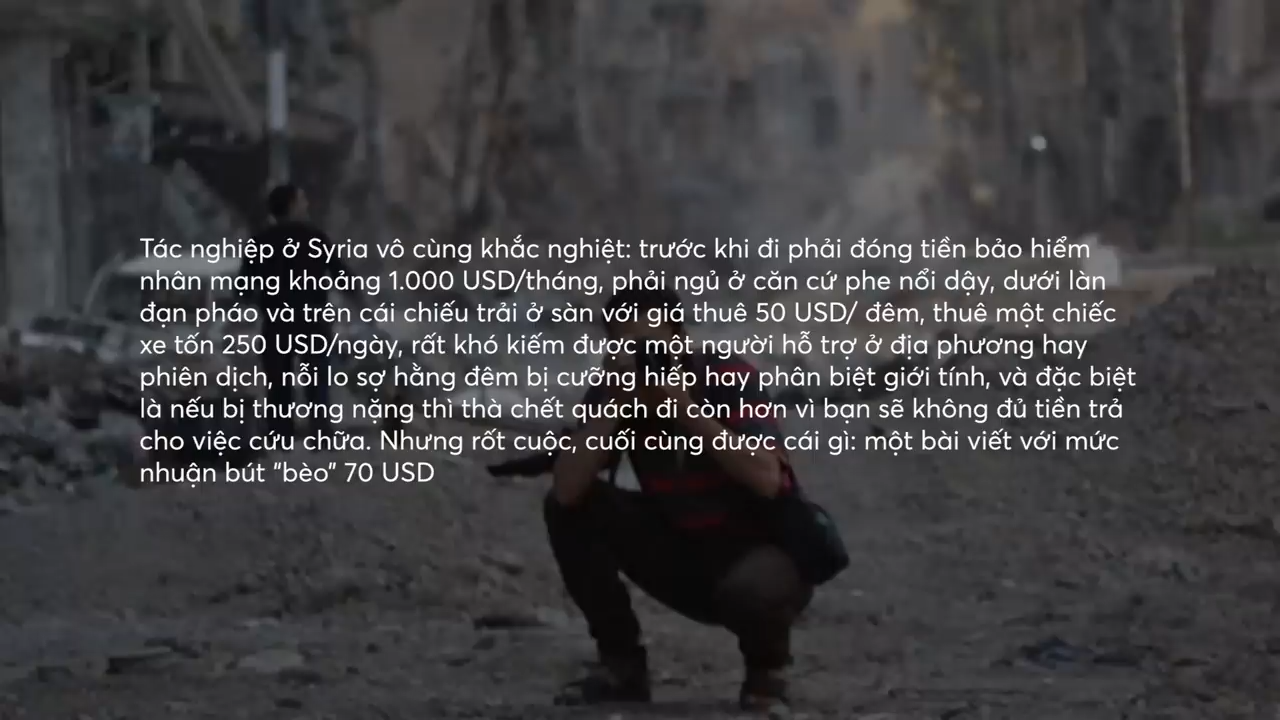 Tác nghiệp ở Syria vô cùng khắc nghiệt: trước khi đi phải đóng tiền bảo hiểm
nhân mạng khoảng 1.000 USD/tháng, phải ngủ ở căn cứ phe nổi dậy, dưới làn
đạn pháo và trên cái chiếu trải ở sàn với giá thuê 50 USD/ đêm, thuê một chiếc
xe tốn 250 USD/ngày, rất khó kiếm được một người hỗ trợ ở địa phương hay
phiên dịch, nỗi lo sợ hằng đêm bị cưỡng hiếp hay phân biệt giới tính, và đặc biệt
là nếu bị thương nặng thì thà chết quách đi còn hơn vì bạn sẽ không đủ tiền trả
cho việc cứu chữa. Nhưng rốt cuộc, cuối cùng được cái gì: một bài viết với mức
nhuận bút “bèo” 70 USD